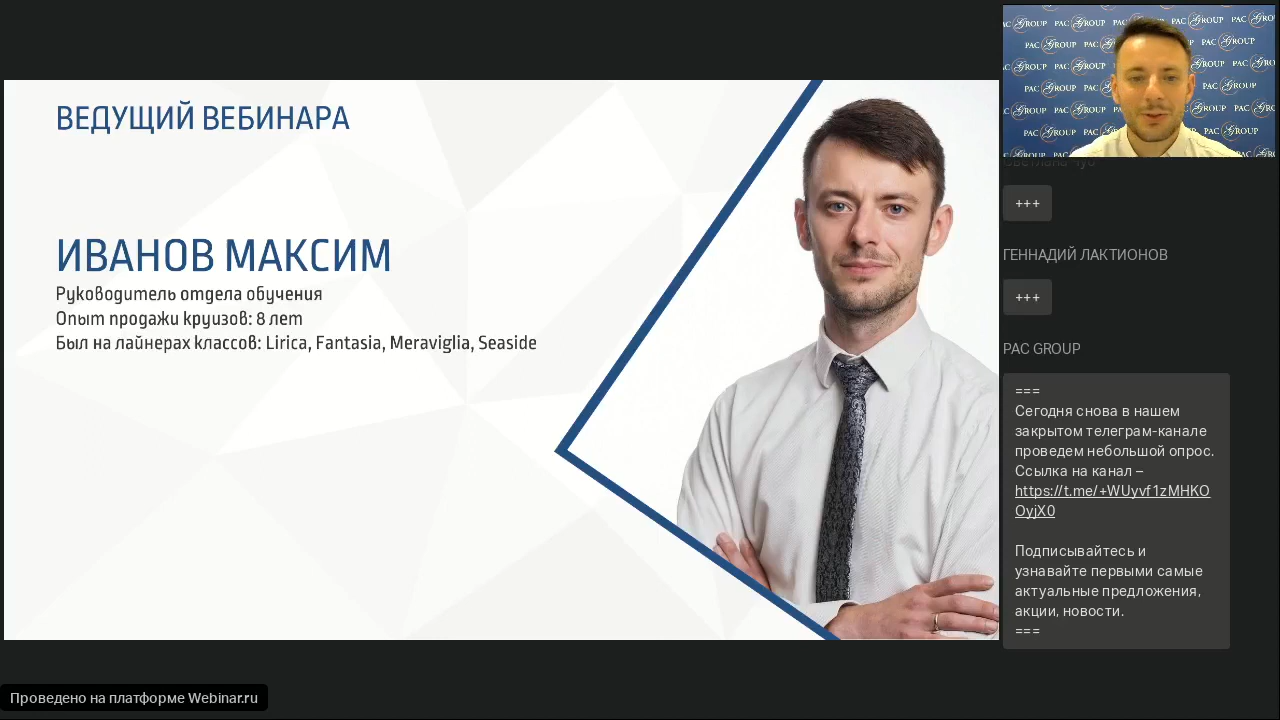 ВЕДУЩИЙ ВЕБИНАРА
ИВАНОВ МАКСИМ
Руководитель отдела обучения
Опыт продажи круизов: 8 лет
Был на лайнерах классов: Lirica, Fantasia, Meraviglia, Seaside
PAC GROUP
+++
ГЕННАДИЙ ЛАКТИОНОВ
+++
PAC GROUP
===
Сегодня снова в нашем
закрытом телеграм-канале
проведем небольшой опрос.
Ссылка на канал –
https://t.me/+WUyvf1zMHKO
OyjX0
Подписывайтесь и
узнавайте первыми самые
актуальные предложения,
акции, новости.
===
Проведено на платформе Webinar.ru